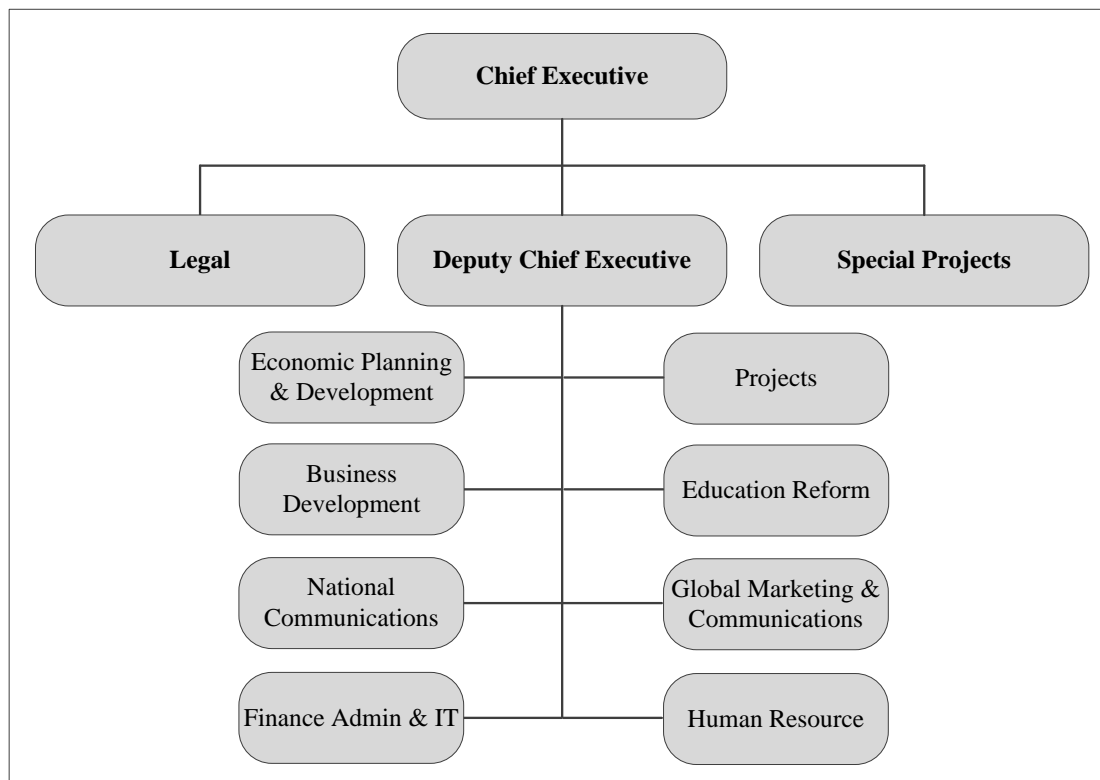 Chief Executive
Legal
Deputy Chief Executive
Special Projects
Economic Planning
& Development
Projects
Business
Development
Education Reform
National
Communications
Global Marketing &
Communications
Finance Admin & IT
Human Resource